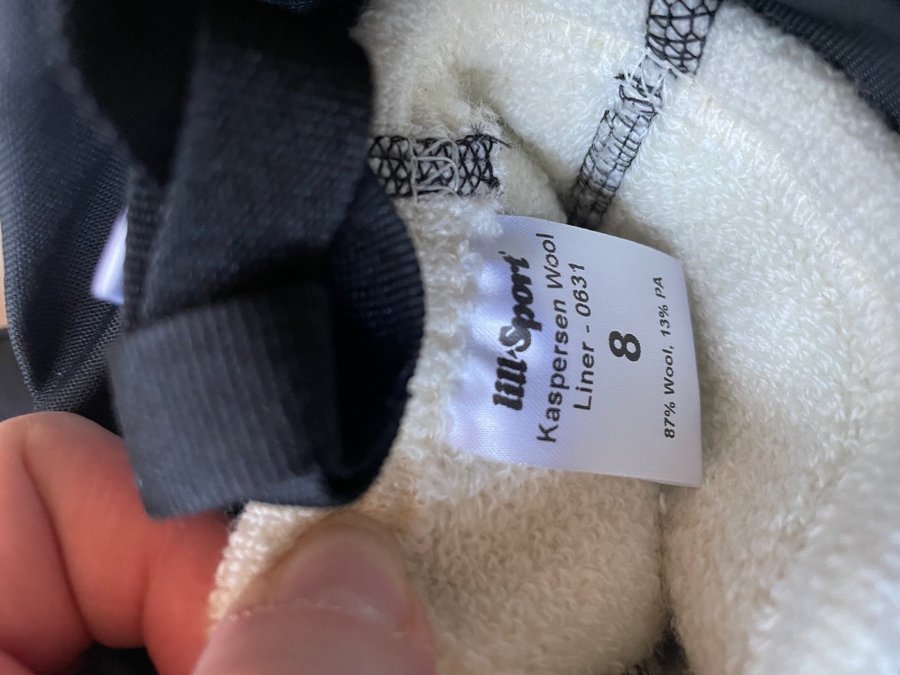 lill-Sport
Kaspersen Wool
Liner - 0631
8
87% Wool, 13% PA